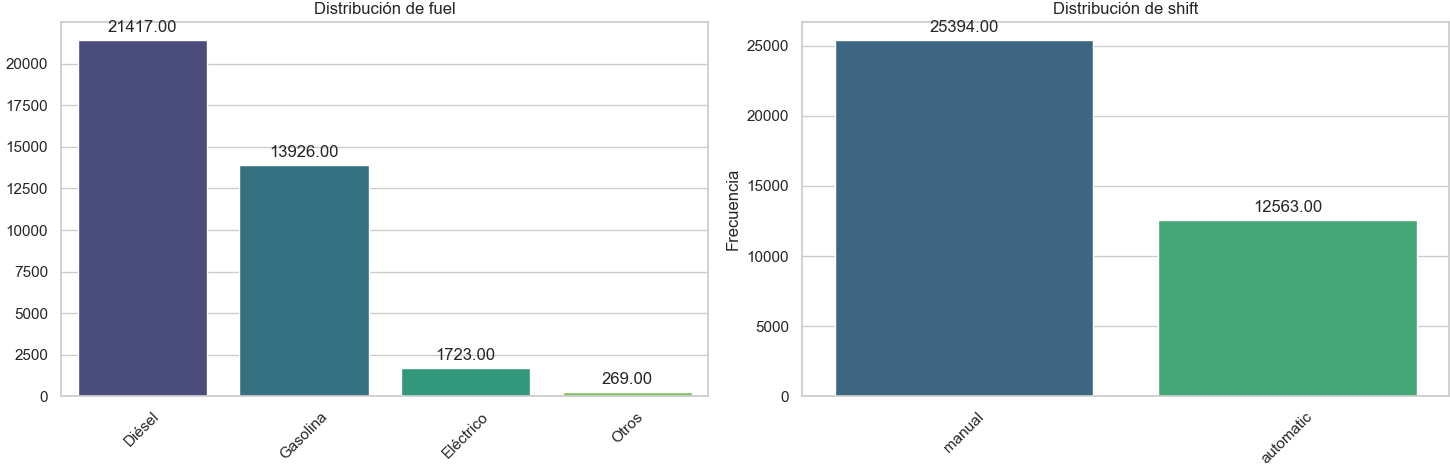 Distribución de fuel
21417.00
20000
17500
15000
12500
10000
7500
5000
2500
0
13926.00
1723.00
269.00
Diésel
Gasolina
Eléctrico
Otros
Distribución de shift
Frecuencia
25000
20000
15000
10000
5000
0
25394.00
12563.00
manual
automatic